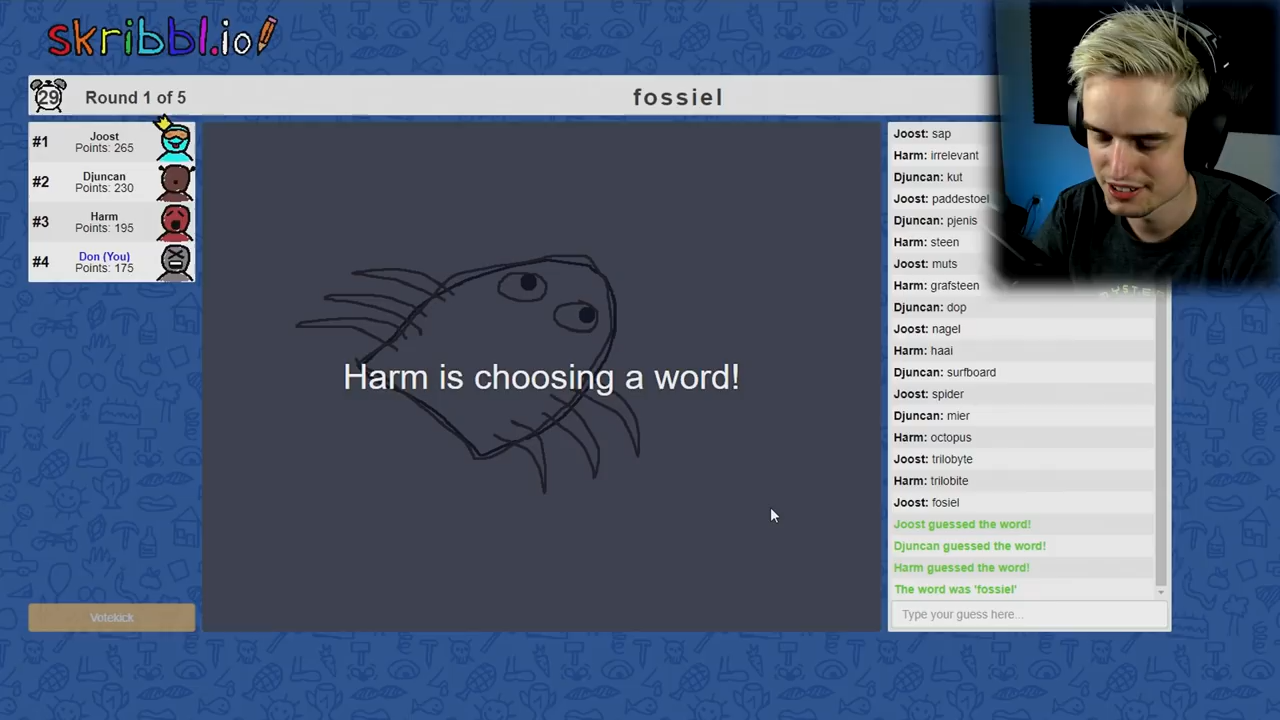 skribbl.io
29
Round 1 of 5
fossiel
#1
Joost
Points: 265
#2
Djuncan
Points: 230
#3
Harm
Points: 195
#4
Don (You)
Points: 175
Votekick
Harm is choosing a word!
Joost: sap
Harm: irrelevant
Djuncan: kut
Joost: paddestoel
Djuncan: pjenis
Harm: steen
Joost: muts
Harm: grafsteen
Djuncan: dop
Joost: nagel
Harm: haai
Djuncan: surfboard
Joost: spider
Djuncan: mier
Harm: octopus
Joost: trilobyte
Harm: trilobite
Joost: fosiel
Joost guessed the word!
Djuncan guessed the word!
Harm guessed the word!
The word was 'fossiel'
Type your guess here...